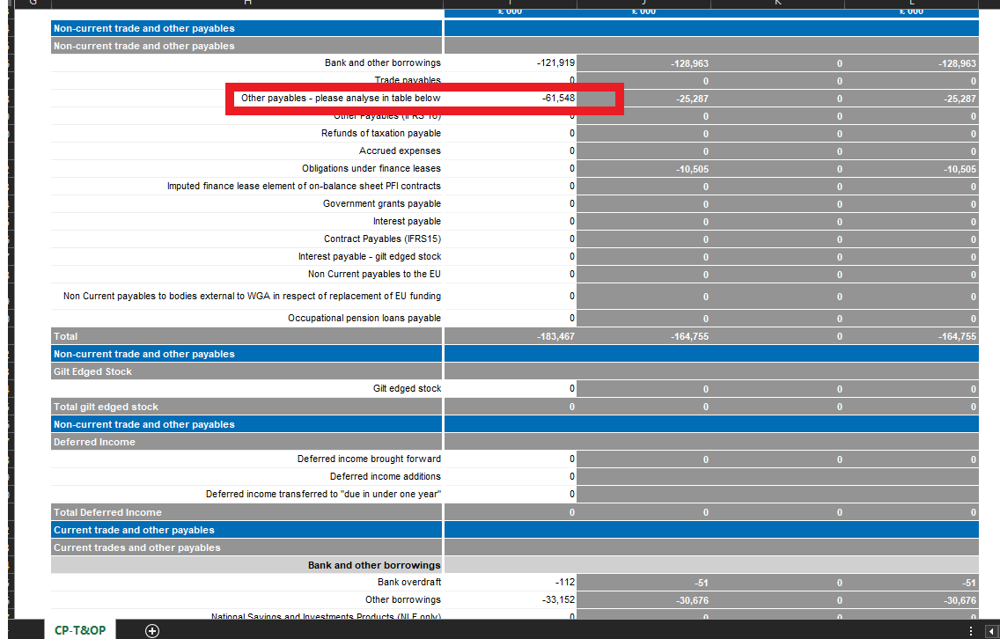 G H I J K L
£'000 £'000 £'000
Non-current trade and other payables
Non-current trade and other payables
Bank and other borrowings -121,919 -128,963 0 -128,963
Trade payables 0 0 0 0
Other payables - please analyse in table below -61,548 -25,287 0 -25,287
Other Payables (IFRS 16) 0 0 0 0
Refunds of taxation payable 0 0 0 0
Accrued expenses 0 0 0 0
Obligations under finance leases 0 -10,505 0 -10,505
Imputed finance lease element of on-balance sheet PFI contracts 0 0 0 0
Government grants payable 0 0 0 0
Interest payable 0 0 0 0
Contract Payables (IFRS15) 0 0 0 0
Interest payable - gilt edged stock 0 0 0 0
Non Current payables to the EU 0 0 0 0
Non Current payables to bodies external to WGA in respect of replacement of EU funding 0 0 0 0
Occupational pension loans payable 0 0 0 0
Total -183,467 -164,755 0 -164,755
Non-current trade and other payables
Gilt Edged Stock
Gilt edged stock 0 0 0 0
Total gilt edged stock 0 0 0 0
Non-current trade and other payables
Deferred Income
Deferred income brought forward 0 0 0 0
Deferred income additions 0
Deferred income transferred to "due in under one year" 0
Total Deferred Income 0 0 0 0
Current trade and other payables
Current trades and other payables
Bank and other borrowings
Bank overdraft -112 -51 0 -51
Other borrowings -33,152 -30,676 0 -30,676
National Savings and Investments Products (NLF only) 0 0 0 0
CP-T&OP